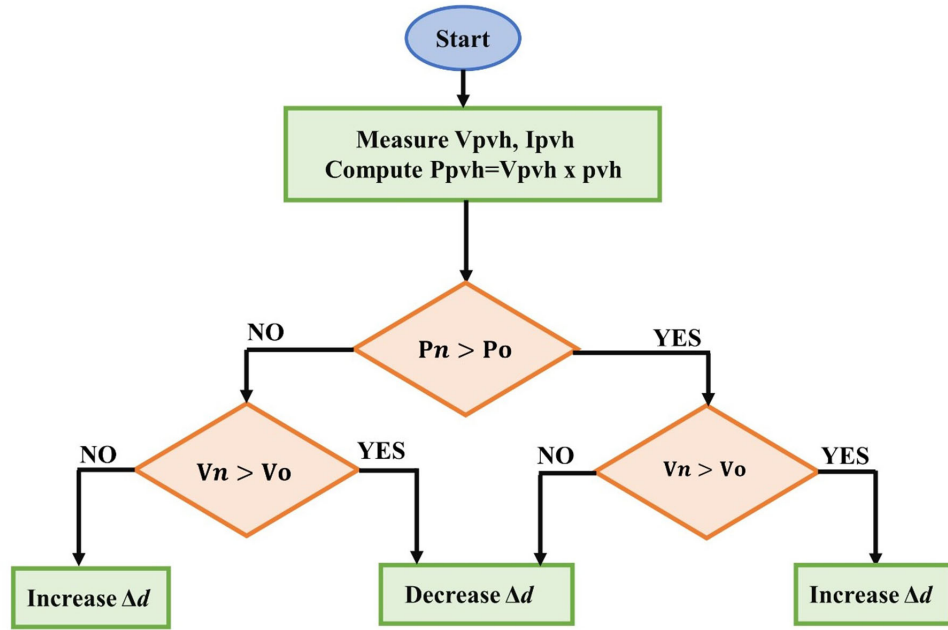 Start
Measure Vpvh, Ipvh
Compute Ppvh=Vpvh x pvh
Pn > Po
NO
YES
Vn > Vo
NO
YES
Vn > Vo
NO
YES
Increase Δd
Decrease Δd
Increase Δd